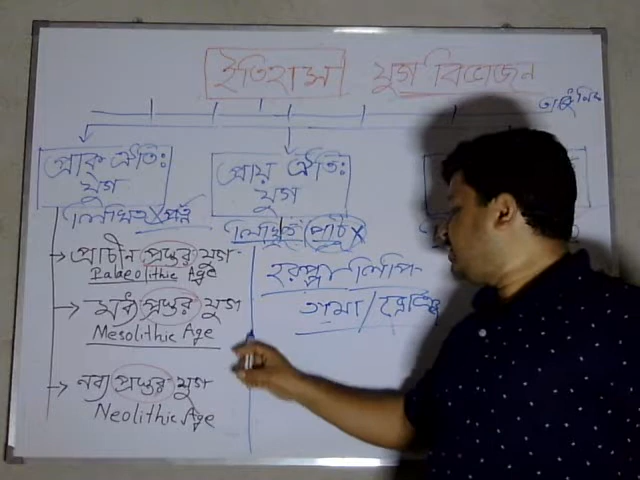 ইতিহাস যুগ বিভাজন
প্রাক্ ঐতিঃ যুগ
প্রায় ঐতিঃ যুগ
লিখিত X
লিখিত পাঠ X
প্রাচীন প্রস্তর যুগ
Paleolithic Age
মধ্য প্রস্তর যুগ
Mesolithic Age
নব্য প্রস্তর যুগ
Neolithic Age
হরপ্পা লিপি
তামা/